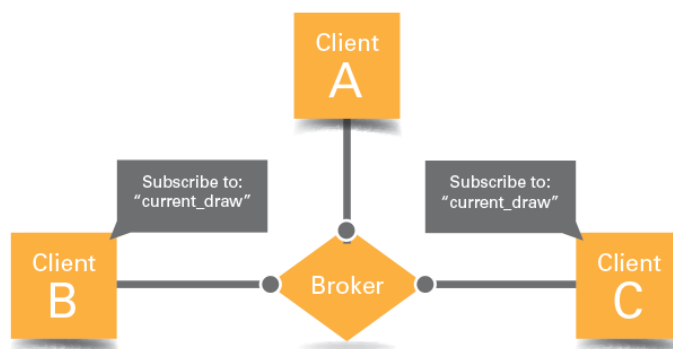 Client
A
Subscribe to:
“current_draw”
Subscribe to:
“current_draw”
Client
B
Broker
Client
C